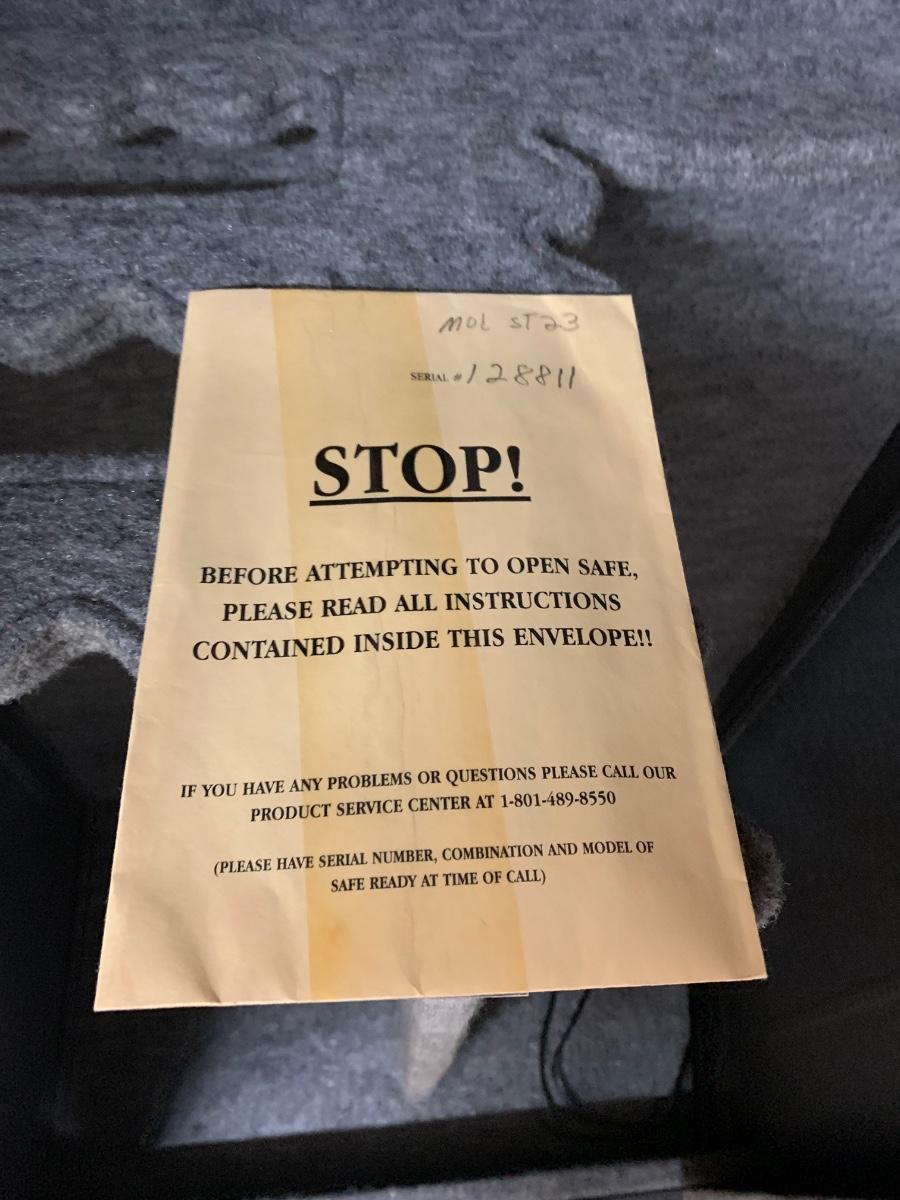 MOL ST23
SERIAL # 128811
STOP!
BEFORE ATTEMPTING TO OPEN SAFE,
PLEASE READ ALL INSTRUCTIONS
CONTAINED INSIDE THIS ENVELOPE!!
IF YOU HAVE ANY PROBLEMS OR QUESTIONS PLEASE CALL OUR
PRODUCT SERVICE CENTER AT 1-801-489-8550
(PLEASE HAVE SERIAL NUMBER, COMBINATION AND MODEL OF
SAFE READY AT TIME OF CALL)